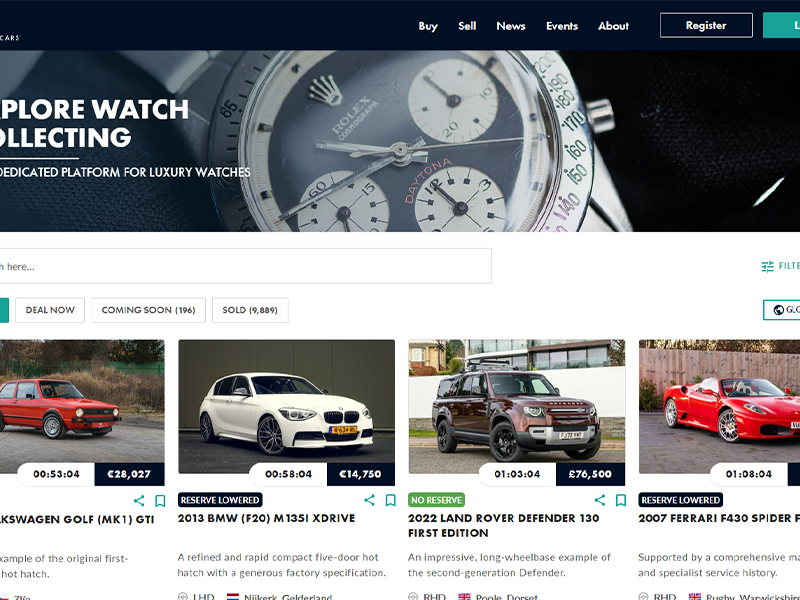 CARS
Buy Sell News Events About Register
PLORE WATCH
OLLECTING
DEDICATED PLATFORM FOR LUXURY WATCHES
ROLEX
COSMOGRAPH
DAYTONA
h here...
FILTE
DEAL NOW COMING SOON (196) SOLD (9,889)
GLO
00:53:04 €28,027
00:58:04 €14,750
01:03:04 £76,500
01:08:04
RESERVE LOWERED
NO RESERVE
RESERVE LOWERED
KSWAGEN GOLF (MK1) GTI
2013 BMW (F20) M135I XDRIVE
2022 LAND ROVER DEFENDER 130
FIRST EDITION
2007 FERRARI F430 SPIDER F
xample of the original first-
hot hatch.
A refined and rapid compact five-door hot
hatch with a generous factory specification.
An impressive, long-wheelbase example of
the second-generation Defender.
Supported by a comprehensive ma
and specialist service history.
Zlín
LHD Nijkerk, Gelderland
RHD Poole, Dorset
RHD Rugby, Warwickshire